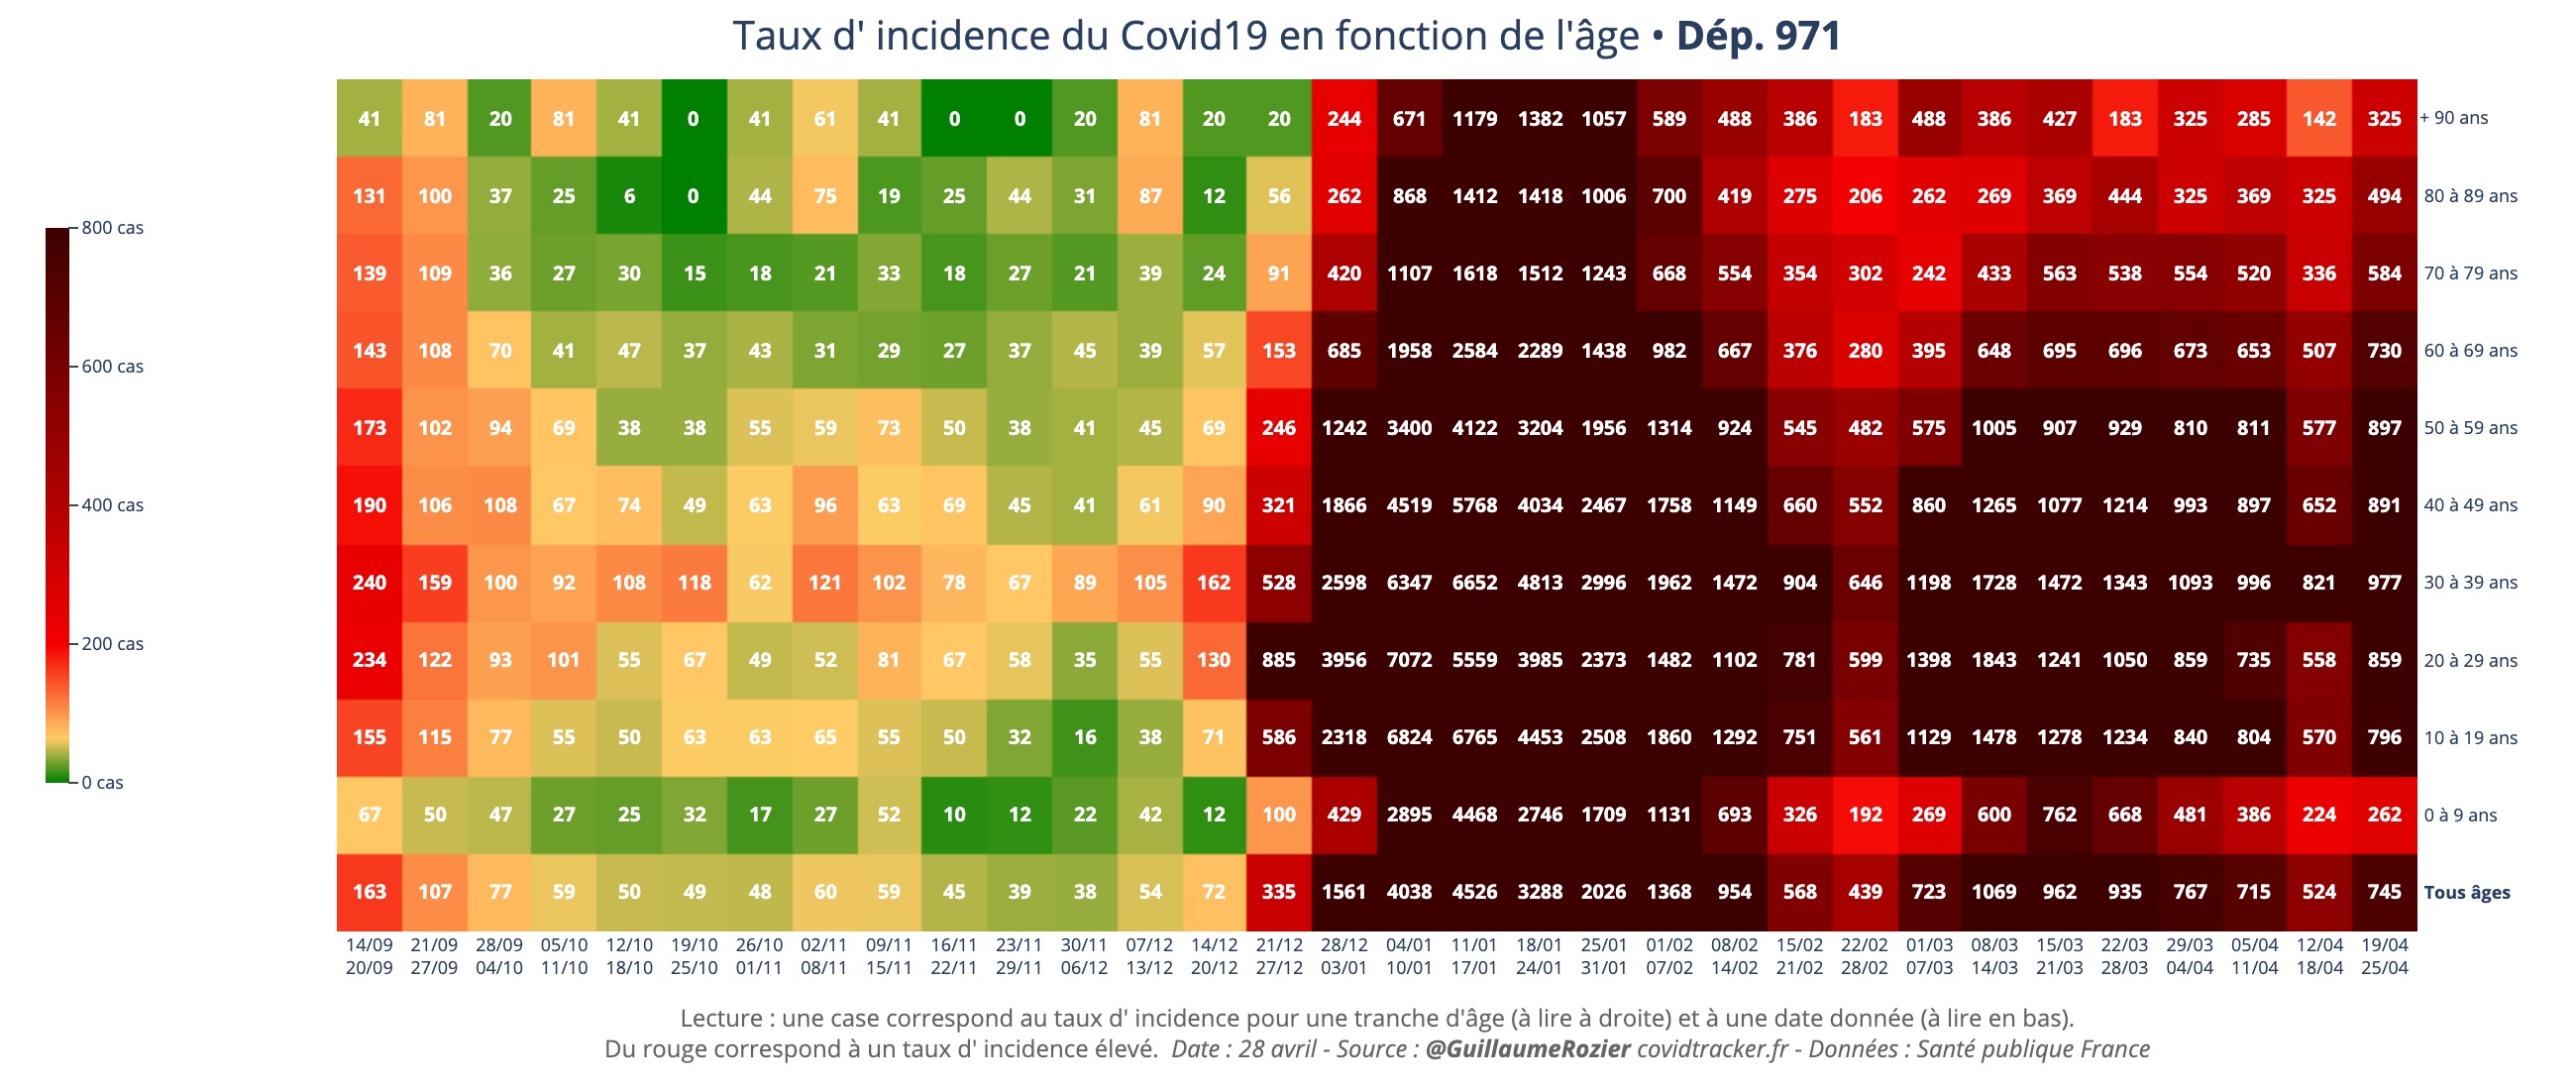 Taux d' incidence du Covid19 en fonction de l'âge • Dép. 971
800 cas
600 cas
400 cas
200 cas
0 cas
41 81 20 81 41 0 41 61 41 0 0 20 81 20 20 244 671 1179 1382 1057 589 488 386 183 488 386 427 183 325 285 142 325 + 90 ans
131 100 37 25 6 0 44 75 19 25 44 31 87 12 56 262 868 1412 1418 1006 700 419 275 206 262 269 369 444 325 369 325 494 80 à 89 ans
139 109 36 27 30 15 18 21 33 18 27 21 39 24 91 420 1107 1618 1512 1243 668 554 354 302 242 433 563 538 554 520 336 584 70 à 79 ans
143 108 70 41 47 37 43 31 29 27 37 45 39 57 153 685 1958 2584 2289 1438 982 667 376 280 395 648 695 696 673 653 507 730 60 à 69 ans
173 102 94 69 38 38 55 59 73 50 38 41 45 69 246 1242 3400 4122 3204 1956 1314 924 545 482 575 1005 907 929 810 811 577 897 50 à 59 ans
190 106 108 67 74 49 63 96 63 69 45 41 61 90 321 1866 4519 5768 4034 2467 1758 1149 660 552 860 1265 1077 1214 993 897 652 891 40 à 49 ans
240 159 100 92 108 118 62 121 102 78 67 89 105 162 528 2598 6347 6652 4813 2996 1962 1472 904 646 1198 1728 1472 1343 1093 996 821 977 30 à 39 ans
234 122 93 101 55 67 49 52 81 67 58 35 55 130 885 3956 7072 5559 3985 2373 1482 1102 781 599 1398 1843 1241 1050 859 735 558 859 20 à 29 ans
155 115 77 55 50 63 63 65 55 50 32 16 38 71 586 2318 6824 6765 4453 2508 1860 1292 751 561 1129 1478 1278 1234 840 804 570 796 10 à 19 ans
67 50 47 27 25 32 17 27 52 10 12 22 42 12 100 429 2895 4468 2746 1709 1131 693 326 192 269 600 762 668 481 386 224 262 0 à 9 ans
163 107 77 59 50 49 48 60 59 45 39 38 54 72 335 1561 4038 4526 3288 2026 1368 954 568 439 723 1069 962 935 767 715 524 745 Tous âges
14/09 21/09 28/09 05/10 12/10 19/10 26/10 02/11 09/11 16/11 23/11 30/11 07/12 14/12 21/12 28/12 04/01 11/01 18/01 25/01 01/02 08/02 15/02 22/02 01/03 08/03 15/03 22/03 29/03 05/04 12/04 19/04
20/09 27/09 04/10 11/10 18/10 25/10 01/11 08/11 15/11 22/11 29/11 06/12 13/12 20/12 27/12 03/01 10/01 17/01 24/01 31/01 07/02 14/02 21/02 28/02 07/03 14/03 21/03 28/03 04/04 11/04 18/04 25/04
Lecture : une case correspond au taux d' incidence pour une tranche d'âge (à lire à droite) et à une date donnée (à lire en bas).
Du rouge correspond à un taux d' incidence élevé. Date : 28 avril - Source : @GuillaumeRozier covidtracker.fr - Données : Santé publique France